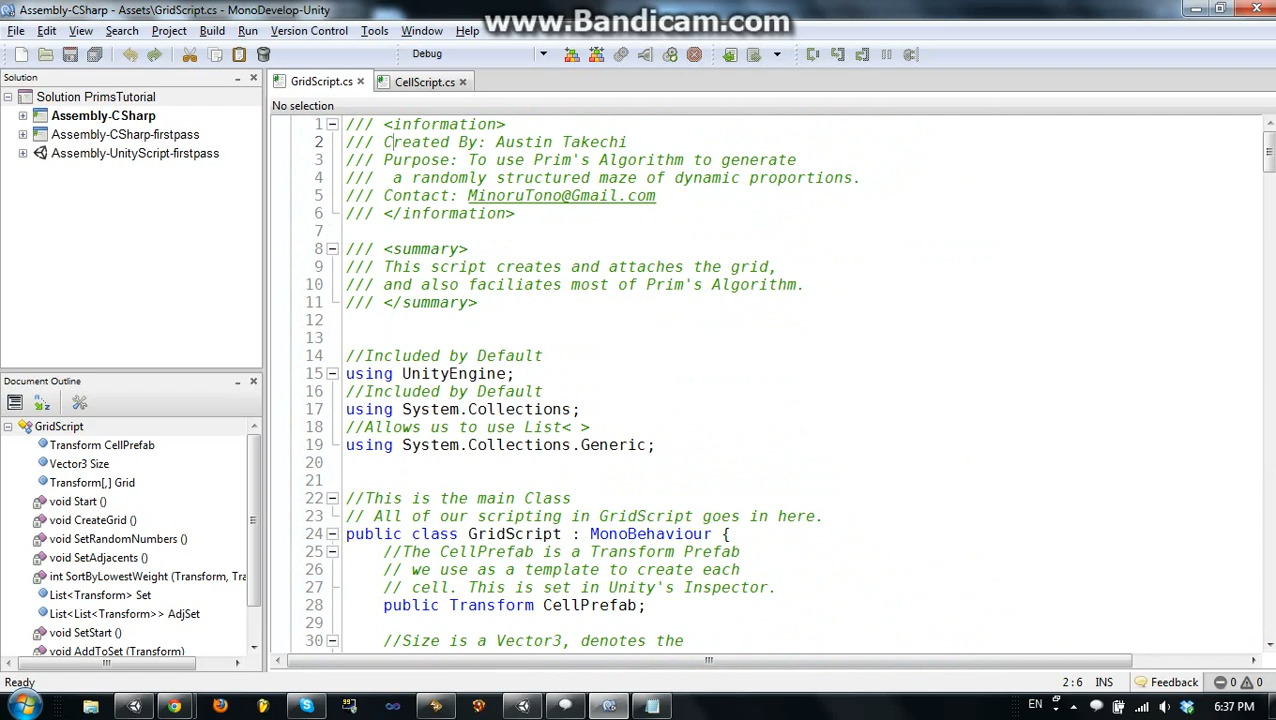 Assembly-CSharp - Assets\GridScript.cs - MonoDevelop-Unity
www.Bandicam.com
File Edit View Search Project Build Run Version Control Tools Window Help
Debug
Solution
GridScript.cs
CellScript.cs
Solution PrimsTutorial
Assembly-CSharp
Assembly-CSharp-firstpass
Assembly-UnityScript-firstpass
No selection
1 /// <information>
2 /// Created By: Austin Takechi
3 /// Purpose: To use Prim's Algorithm to generate
4 /// a randomly structured maze of dynamic proportions.
5 /// Contact: MinoruTono@Gmail.com
6 /// </information>
7
8 /// <summary>
9 /// This script creates and attaches the grid,
10 /// and also faciliates most of Prim's Algorithm.
11 /// </summary>
12
13
14 //Included by Default
15 using UnityEngine;
16 //Included by Default
17 using System.Collections;
18 //Allows us to use List< >
19 using System.Collections.Generic;
20
21
22 //This is the main Class
23 // All of our scripting in GridScript goes in here.
24 public class GridScript : MonoBehaviour {
25 //The CellPrefab is a Transform Prefab
26 // we use as a template to create each
27 // cell. This is set in Unity's Inspector.
28 public Transform CellPrefab;
29
30 //Size is a Vector3, denotes the
Document Outline
GridScript
Transform CellPrefab
Vector3 Size
Transform[,] Grid
void Start ()
void CreateGrid ()
void SetRandomNumbers ()
void SetAdjacents ()
int SortByLowestWeight (Transform, Tra
List<Transform> Set
List<List<Transform>> AdjSet
void SetStart ()
void AddToSet (Transform)
Ready
2:6 INS Feedback 0 0
EN 6:37 PM